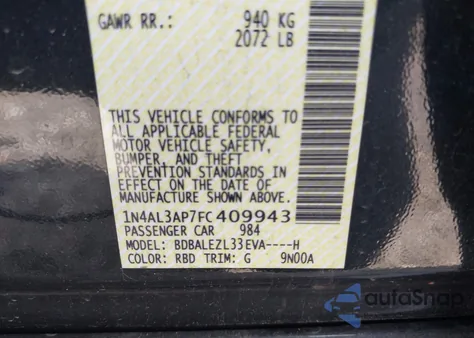 GAWR RR.: 940 KG
2072 LB
THIS VEHICLE CONFORMS TO
ALL APPLICABLE FEDERAL
MOTOR VEHICLE SAFETY,
BUMPER, AND THEFT
PREVENTION STANDARDS IN
EFFECT ON THE DATE OF
MANUFACTURE SHOWN ABOVE.
1N4AL3AP7FC409943
PASSENGER CAR 984
MODEL: BDBALEZL33EVA----H
COLOR: RBD TRIM: G 9N00A
autoSnap